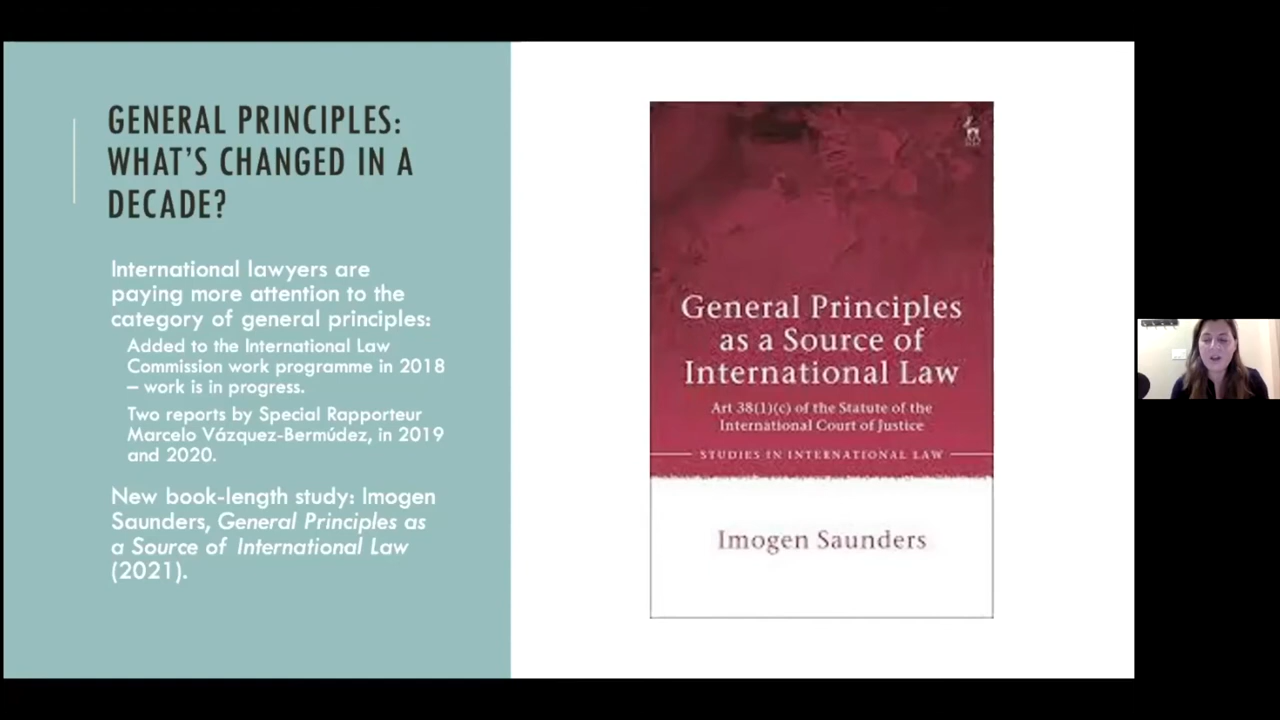 GENERAL PRINCIPLES:
WHAT'S CHANGED IN A
DECADE?
International lawyers are
paying more attention to the
category of general principles:
Added to the International Law
Commission work programme in 2018
– work is in progress.
Two reports by Special Rapporteur
Marcelo Vázquez-Bermúdez, in 2019
and 2020.
New book-length study: Imogen
Saunders, General Principles as
a Source of International Law
(2021).
General Principles
as a Source of
International Law
Art 38(1)(c) of the Statute of the
International Court of Justice
STUDIES IN INTERNATIONAL LAW
Imogen Saunders